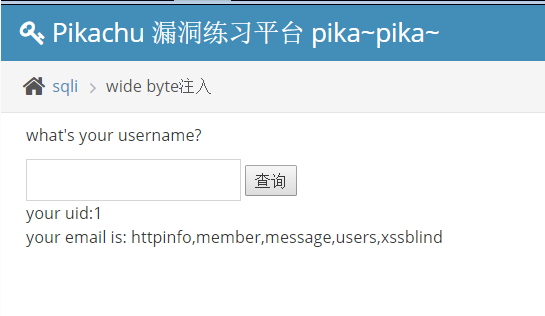 Pikachu 漏洞练习平台 pika~pika~
sqli > wide byte注入
what's your username?
查询
your uid:1
your email is: httpinfo,member,message,users,xssblind